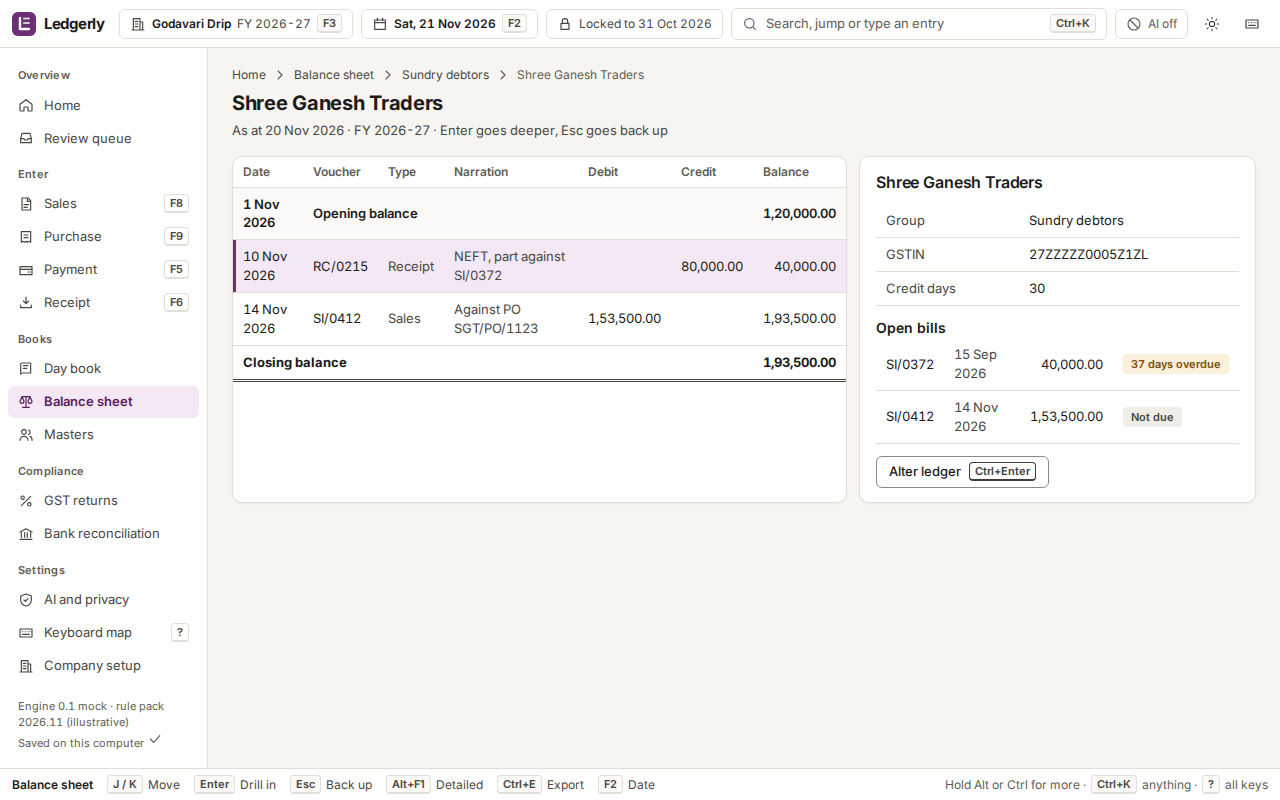 Ledgerly
Godavari Drip FY 2026-27 F3
Sat, 21 Nov 2026 F2
Locked to 31 Oct 2026
Search, jump or type an entry Ctrl+K
AI off
Overview
Home
Review queue
Enter
Sales F8
Purchase F9
Payment F5
Receipt F6
Books
Day book
Balance sheet
Masters
Compliance
GST returns
Bank reconciliation
Settings
AI and privacy
Keyboard map ?
Company setup
Engine 0.1 mock · rule pack
2026.11 (illustrative)
Saved on this computer
Home Balance sheet Sundry debtors Shree Ganesh Traders
Shree Ganesh Traders
As at 20 Nov 2026 · FY 2026-27 · Enter goes deeper, Esc goes back up
Date Voucher Type Narration Debit Credit Balance
1 Nov
2026 Opening balance 1,20,000.00
10 Nov
2026 RC/0215 Receipt NEFT, part against
SI/0372 80,000.00 40,000.00
14 Nov
2026 SI/0412 Sales Against PO
SGT/PO/1123 1,53,500.00 1,93,500.00
Closing balance 1,93,500.00
Shree Ganesh Traders
Group Sundry debtors
GSTIN 27ZZZZZ0005Z1ZL
Credit days 30
Open bills
SI/0372 15 Sep
2026 40,000.00 37 days overdue
SI/0412 14 Nov
2026 1,53,500.00 Not due
Alter ledger Ctrl+Enter
Balance sheet J / K Move Enter Drill in Esc Back up Alt+F1 Detailed Ctrl+E Export F2 Date
Hold Alt or Ctrl for more · Ctrl+K anything · ? all keys